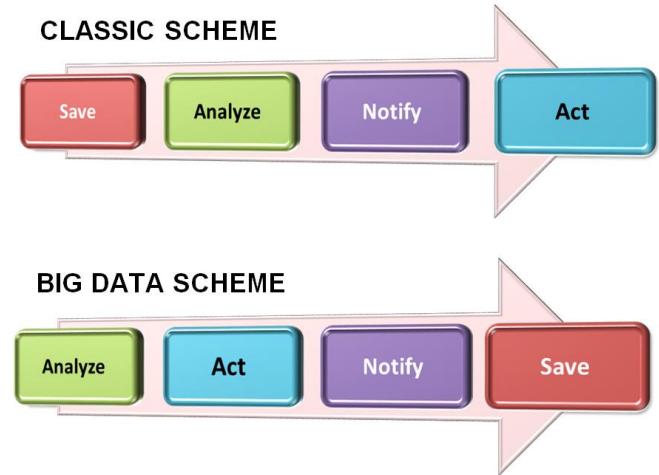 CLASSIC SCHEME
Save Analyze Notify Act
BIG DATA SCHEME
Analyze Act Notify Save